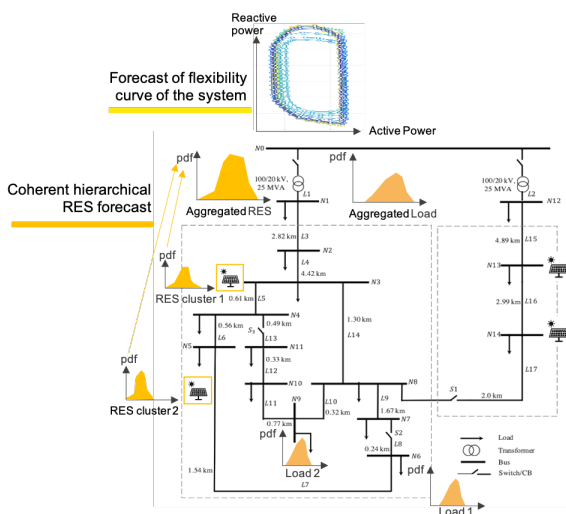 Reactive
power
Forecast of flexibility
curve of the system
Active Power
N0
pdf
100/20 kV,
25 MVA
pdf
100/20 kV,
25 MVA
Coherent hierarchical
RES forecast
L1
L2
Aggregated RES
N1
Aggregated Load
N12
2.82 km
L3
4.89 km
L15
N2
pdf
L4
N13
4.42 km
N3
RES cluster 1
0.61 km
L5
2.99 km
L16
N4
0.56 km
0.49 km
1.30 km
S3
N5
L6
L13
N11
L14
N14
pdf
0.33 km
L12
L17
N10
N8
S1
RES cluster 2
L11
N9
L10
0.32 km
L9
1.67 km
2.0 km
0.77 km
N7
pdf
S2
L8
Load
0.24 km
N6
Transformer
1.54 km
pdf
Bus
Load 2
Switch/CB
L7
Load 1